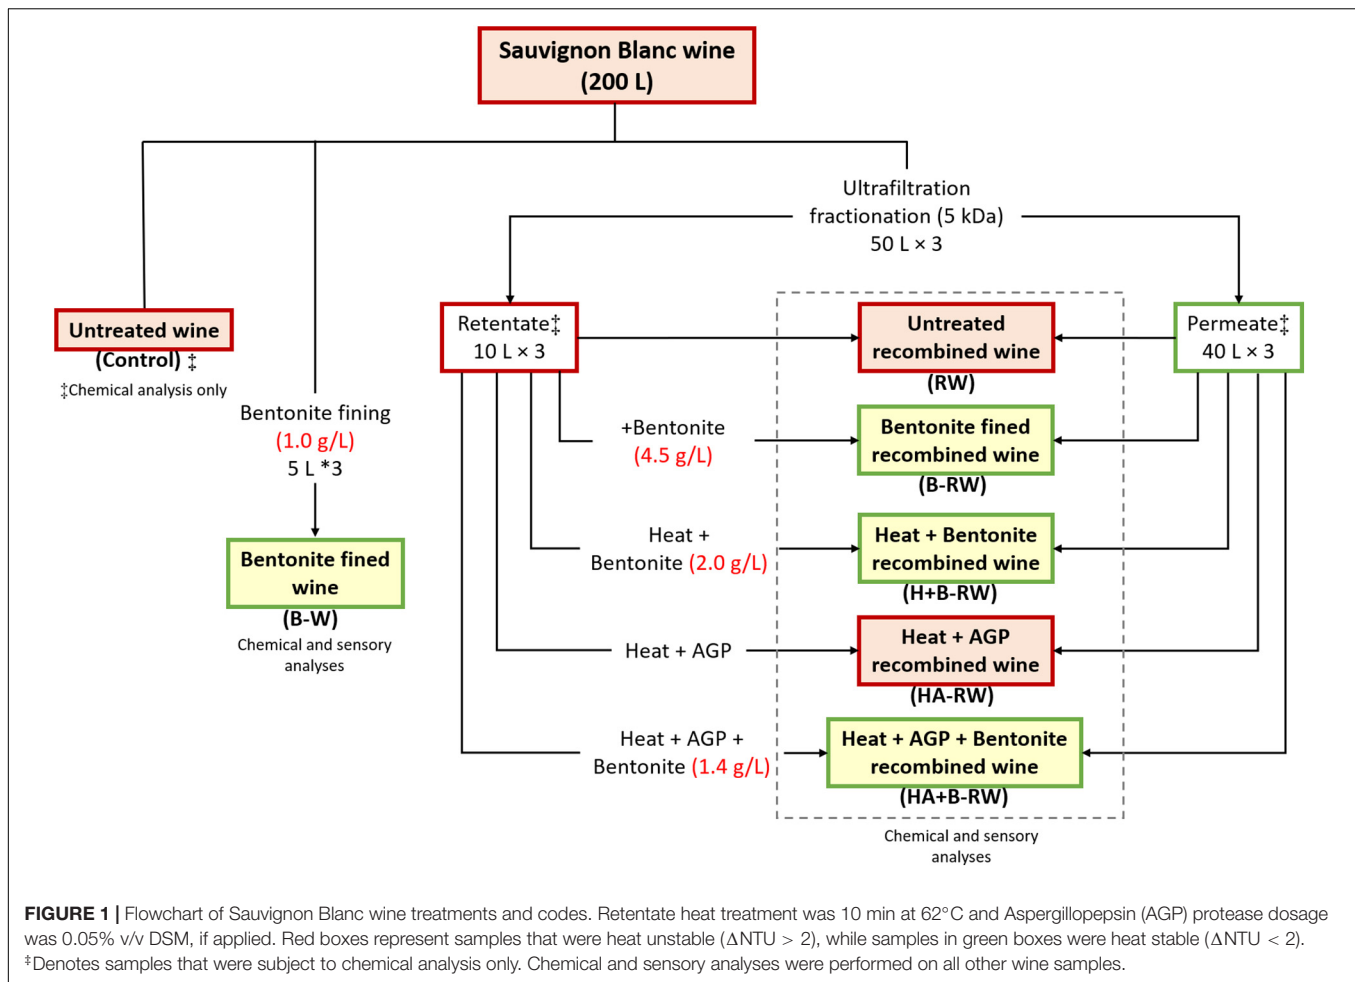 Sauvignon Blanc wine
(200 L)
Ultrafiltration
fractionation (5 kDa)
50 L × 3
Untreated wine
(Control) ‡
‡Chemical analysis only
Retentate‡
10 L × 3
Untreated
recombined wine
(RW)
Permeate‡
40 L × 3
Bentonite fining
(1.0 g/L)
5 L *3
+Bentonite
(4.5 g/L)
Bentonite fined
recombined wine
(B-RW)
Bentonite fined
wine
(B-W)
Chemical and sensory
analyses
Heat +
Bentonite (2.0 g/L)
Heat + Bentonite
recombined wine
(H+B-RW)
Heat + AGP
Heat + AGP
recombined wine
(HA-RW)
Heat + AGP +
Bentonite (1.4 g/L)
Heat + AGP + Bentonite
recombined wine
(HA+B-RW)
Chemical and sensory
analyses
FIGURE 1 | Flowchart of Sauvignon Blanc wine treatments and codes. Retentate heat treatment was 10 min at 62°C and Aspergillopepsin (AGP) protease dosage
was 0.05% v/v DSM, if applied. Red boxes represent samples that were heat unstable (ΔNTU > 2), while samples in green boxes were heat stable (ΔNTU < 2).
‡Denotes samples that were subject to chemical analysis only. Chemical and sensory analyses were performed on all other wine samples.